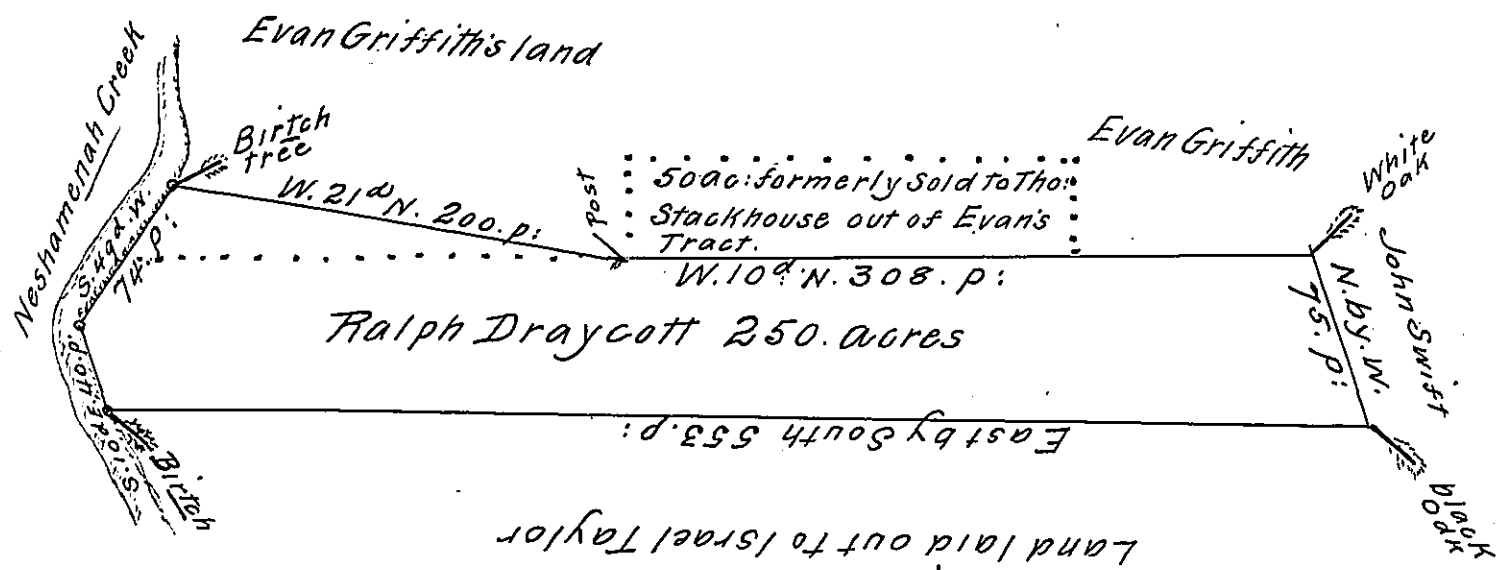 Evan Griffith's land
Neshamenah Creek
Birtch
tree
Evan Griffith
White
Oak
W. 21d N. 200. p:
Post
50ac: formerly Sold To Tho:
Stackhouse out of Evan's
Tract.
S. 49d. W.
74. p:
W. 10d. N. 308. p:
John Swift
N. by. W.
75. p:
Ralph Draycott 250. acres
S. 10d E. 40. p.
East by South 553. p:
Birtch
black
Oak
Land laid out to Israel Taylor